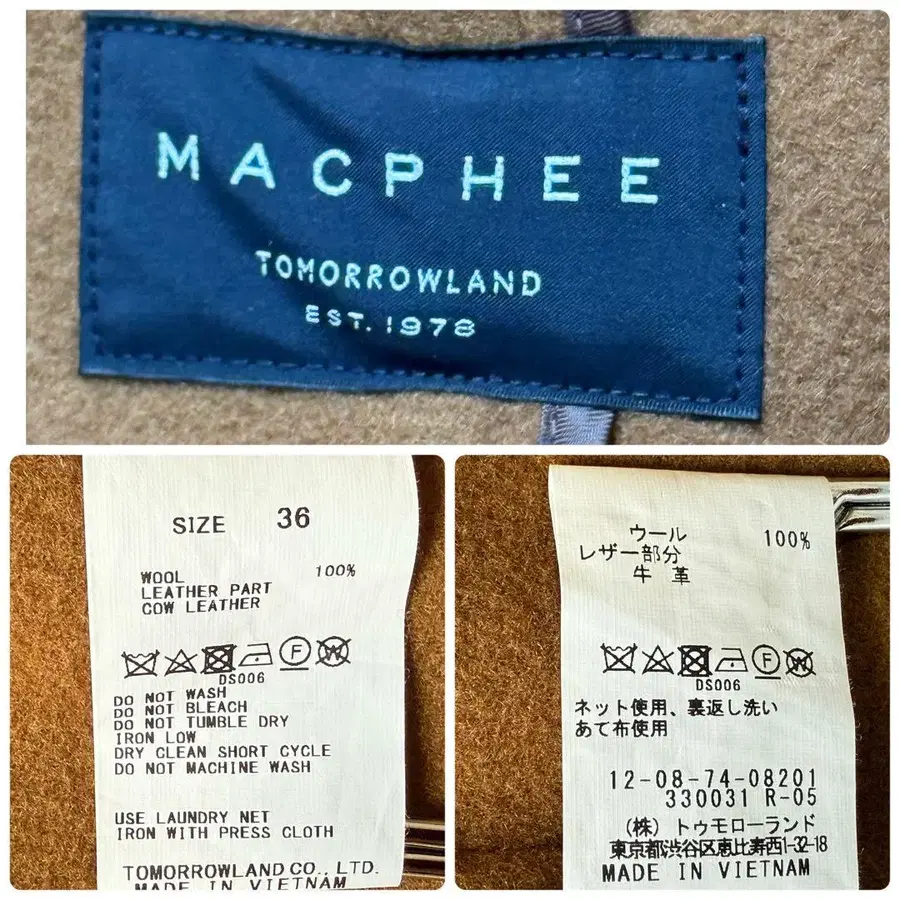 MACPHEE
TOMORROWLAND
EST. 1978
SIZE 36
WOOL 100%
LEATHER PART
COW LEATHER
F W
DS006
DO NOT WASH
DO NOT BLEACH
DO NOT TUMBLE DRY
IRON LOW
DRY CLEAN SHORT CYCLE
DO NOT MACHINE WASH
USE LAUNDRY NET
IRON WITH PRESS CLOTH
TOMORROWLAND CO., LTD.
MADE IN VIETNAM
ウール 100%
レザー部分
牛 革
F W
DS006
ネット使用、裏返し洗い
あて布使用
12-08-74-08201
330031 R-05
(株) トゥモローランド
東京都渋谷区恵比寿西1-32-18
MADE IN VIETNAM